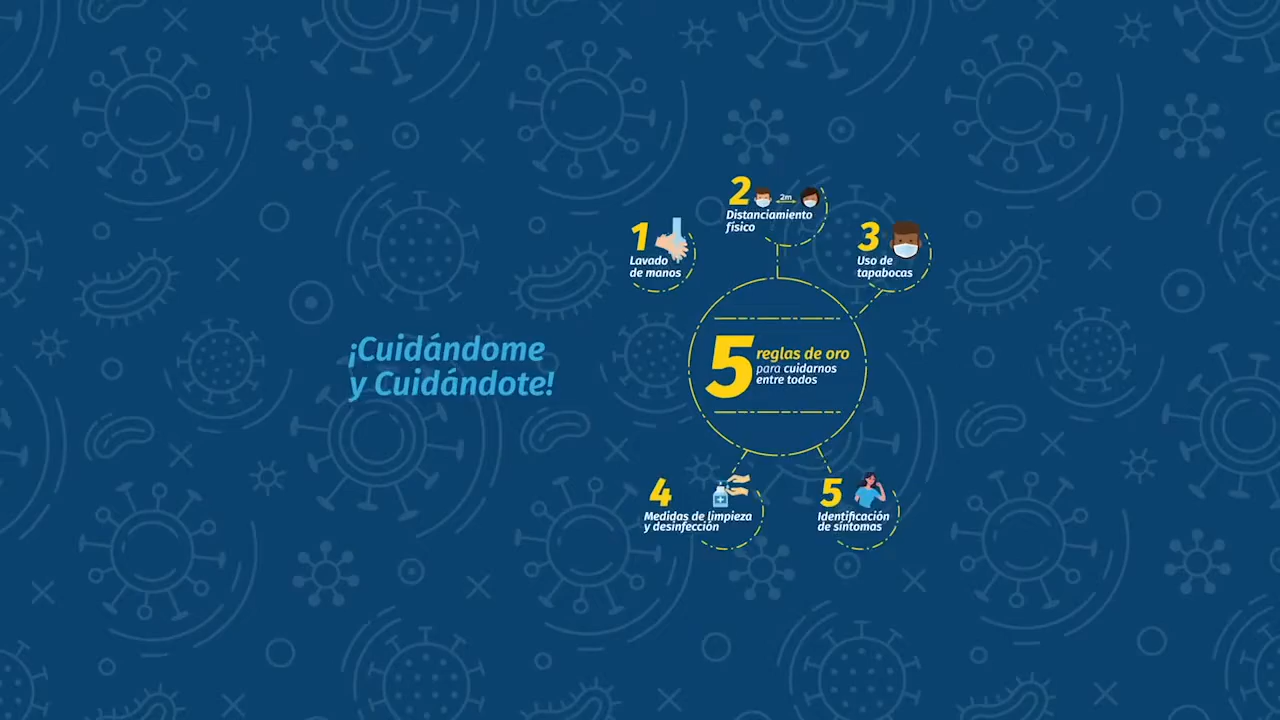 ¡Cuidándome
y Cuidándote!
1
Lavado
de manos
2
2m
Distanciamiento
físico
3
Uso de
tapabocas
5
reglas de oro
para cuidarnos
entre todos
4
Medidas de limpieza
y desinfección
5
Identificación
de síntomas